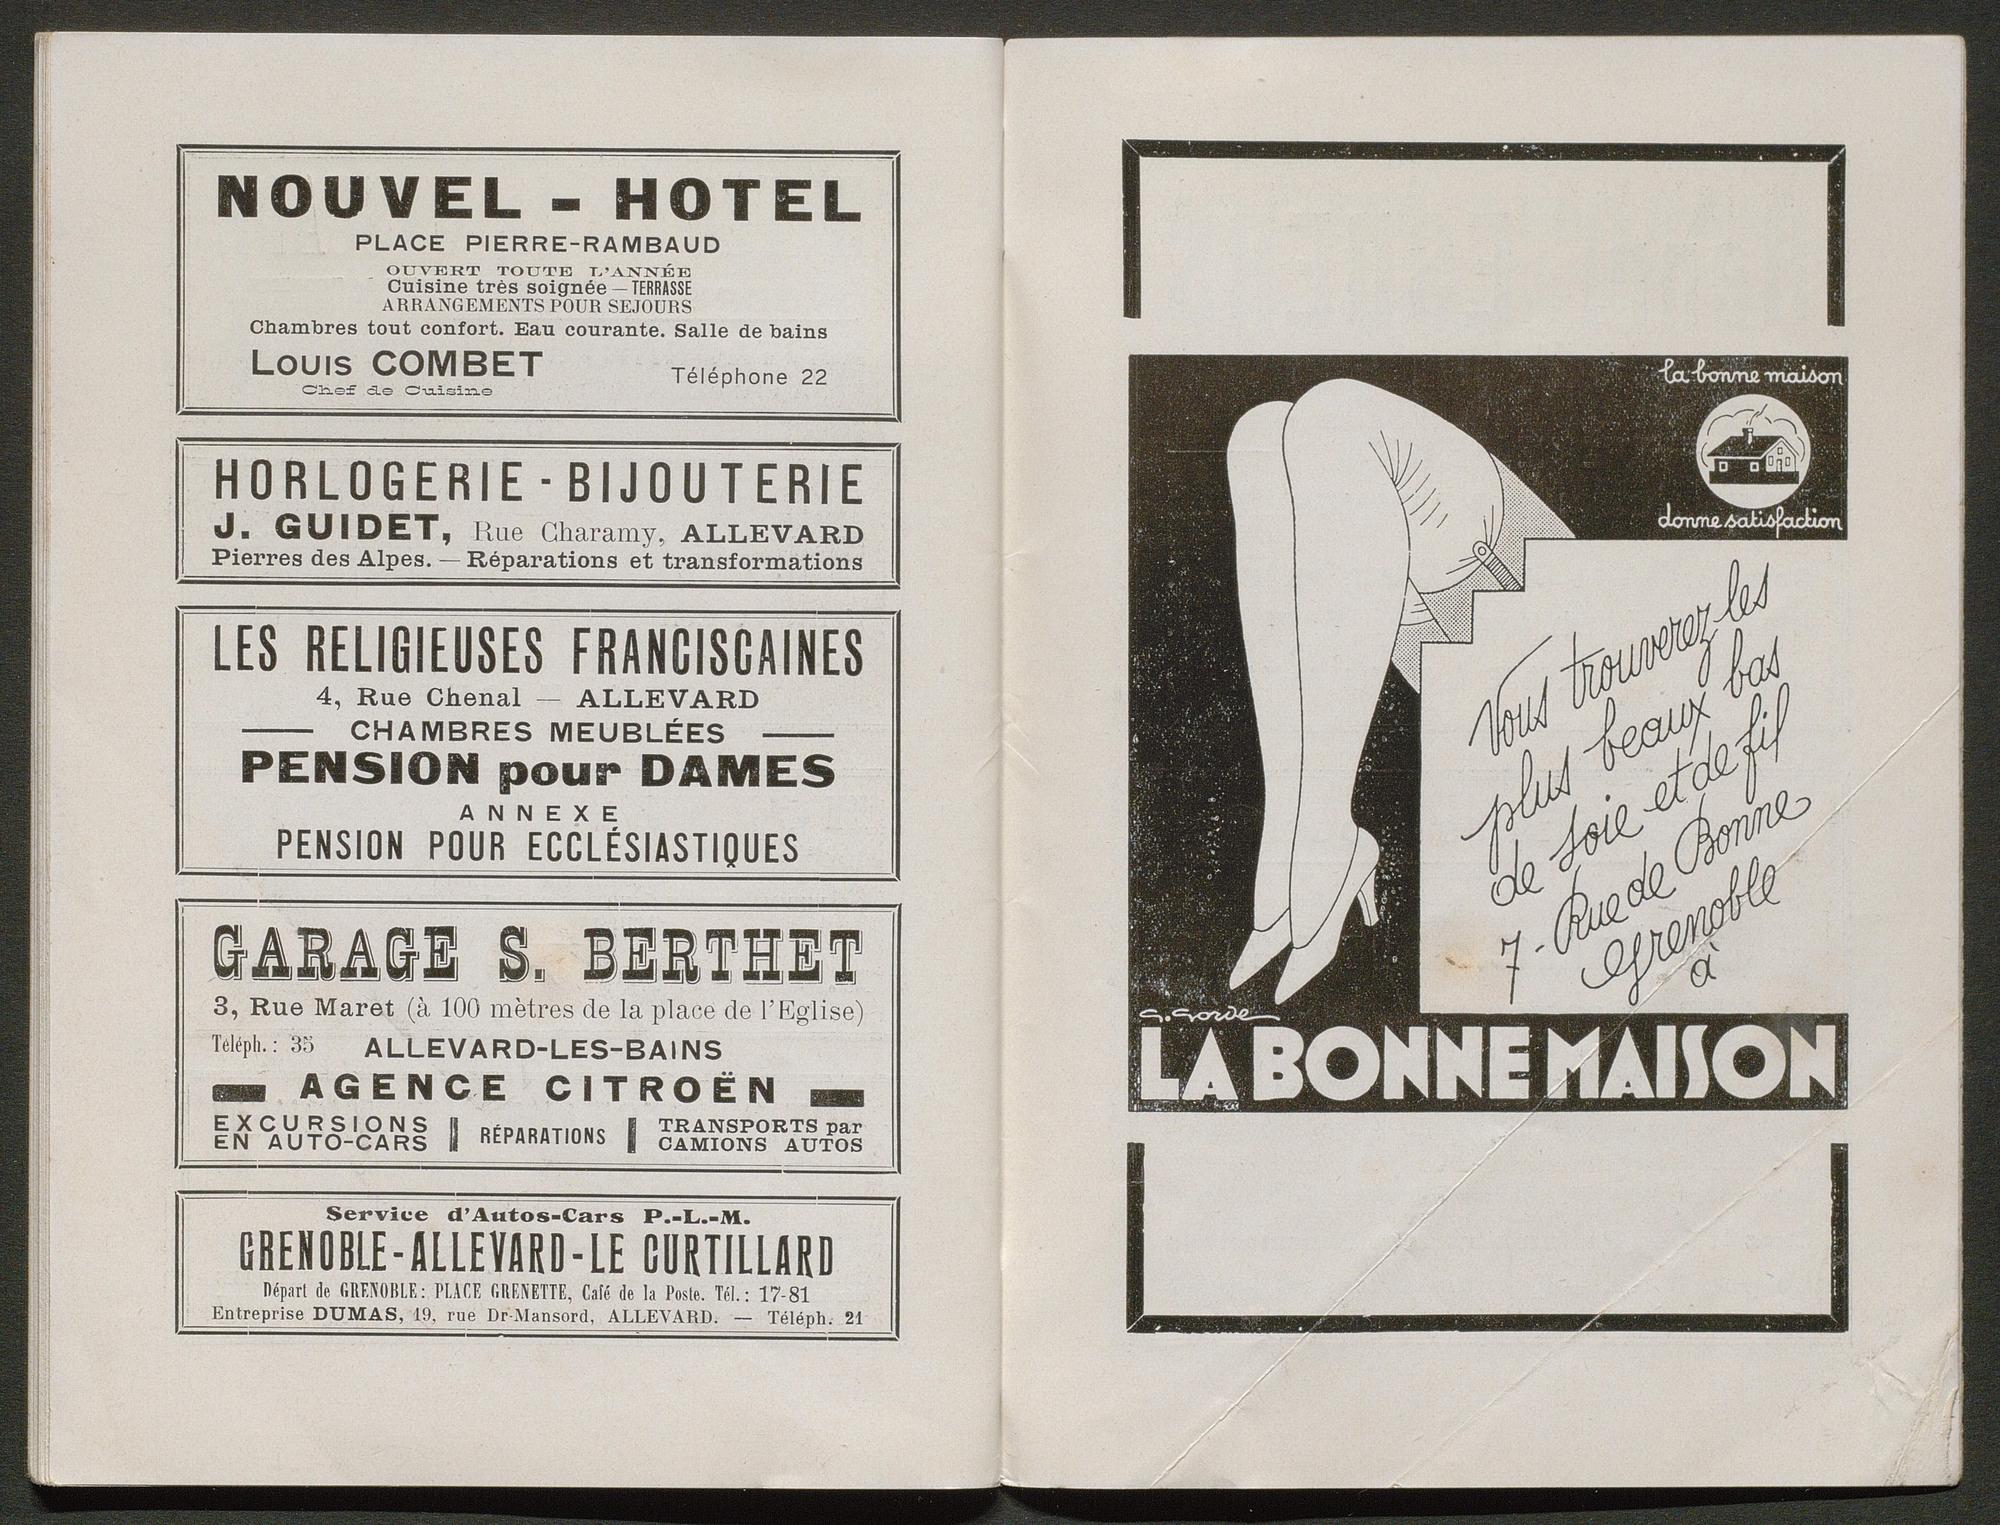 NOUVEL - HOTEL
PLACE PIERRE-RAMBAUD
OUVERT TOUTE L'ANNÉE
Cuisine très soignée — TERRASSE
ARRANGEMENTS POUR SEJOURS
Chambres tout confort. Eau courante. Salle de bains
Louis COMBET
Chef de Cuisine
Téléphone 22
HORLOGERIE - BIJOUTERIE
J. GUIDET, Rue Charamy, ALLEVARD
Pierres des Alpes. — Réparations et transformations
LES RELIGIEUSES FRANCISCAINES
4, Rue Chenal — ALLEVARD
CHAMBRES MEUBLÉES
PENSION pour DAMES
ANNEXE
PENSION POUR ECCLÉSIASTIQUES
GARAGE S. BERTHET
3, Rue Maret (à 100 mètres de la place de l'Eglise)
Téléph. : 35 ALLEVARD-LES-BAINS
AGENCE CITROËN
EXCURSIONS
EN AUTO-CARS
RÉPARATIONS
TRANSPORTS par
CAMIONS AUTOS
Service d'Autos-Cars P.-L.-M.
GRENOBLE-ALLEVARD-LE CURTILLARD
Départ de GRENOBLE : PLACE GRENETTE, Café de la Poste. Tél. : 17-81
Entreprise DUMAS, 19, rue Dr-Mansord, ALLEVARD. — Téléph. 21
la bonne maison
donne satisfaction
Vous trouverez les
plus beaux bas
de soie et de fil
7 - Rue de Bonne
Grenoble
à
G. Gorde
LA BONNE MAISON